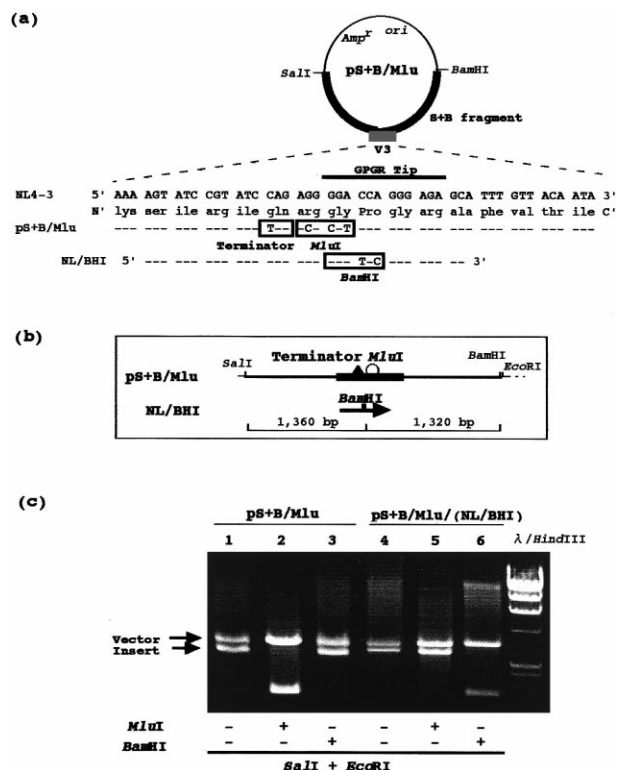 (a)
Ampr ori
SalI pS+B/Mlu BamHI
S+B fragment
V3
GPGR Tip
NL4-3 5' AAA AGT ATC CGT ATC CAG AGG GGA CCA GGG AGA GCA TTT GTT ACA ATA 3'
N' lys ser ile arg ile gln arg gly Pro gly arg ala phe val thr ile C'
pS+B/Mlu --- --- --- --- --- T-- -C- C-T --- --- --- --- --- --- --- ---
Terminator MluI
NL/BHI 5' --- --- --- --- --- --- --- --- T-C --- --- --- 3'
BamHI
(b)
SalI Terminator MluI BamHI EcoRI
pS+B/Mlu
BamHI
NL/BHI
1,360 bp 1,320 bp
(c)
pS+B/Mlu pS+B/Mlu/(NL/BHI)
1 2 3 4 5 6 λ/HindIII
Vector
Insert
MluI - + - - + -
BamHI - - + - - +
SalI + EcoRI